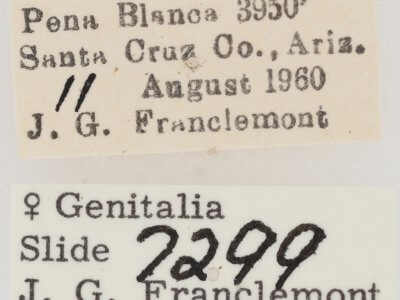 Pena Blanca 3950'
Santa Cruz Co., Ariz.
11 August 1960
J. G. Franclemont
♀ Genitalia
Slide 7299
J. G. Franclemont